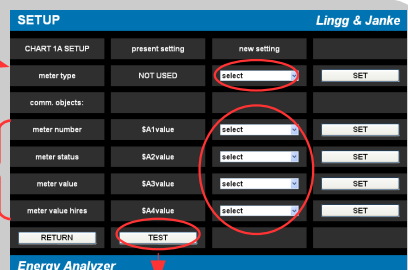 SETUP Lingg & Janke
CHART 1A SETUP present setting new setting
meter type NOT USED select SET
comm. objects:
meter number $A1value select SET
meter status $A2value select SET
meter value $A3value select SET
meter value hires $A4value select SET
RETURN TEST
Energy Analyzer